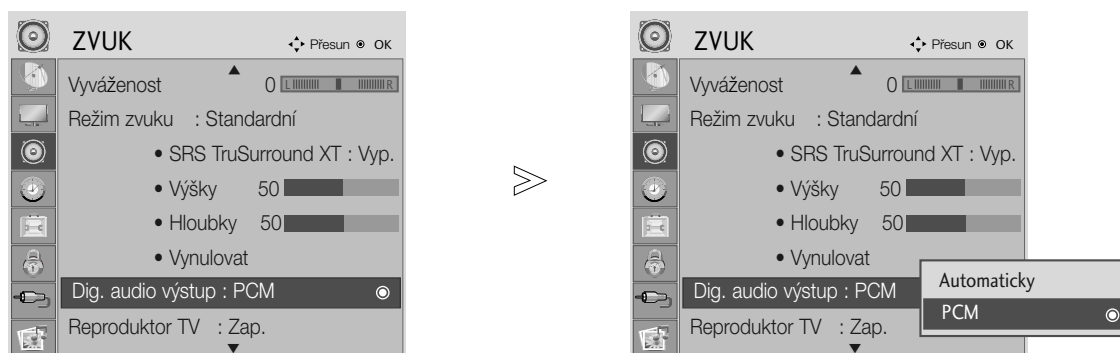 ZVUK
Přesun OK
Vyváženost 0 L R
Režim zvuku : Standardní
• SRS TruSurround XT : Vyp.
• Výšky 50
• Hloubky 50
• Vynulovat
Dig. audio výstup : PCM
Reproduktor TV : Zap.
ZVUK
Přesun OK
Vyváženost 0 L R
Režim zvuku : Standardní
• SRS TruSurround XT : Vyp.
• Výšky 50
• Hloubky 50
• Vynulovat
Dig. audio výstup : PCM
Reproduktor TV : Zap.
Automaticky
PCM